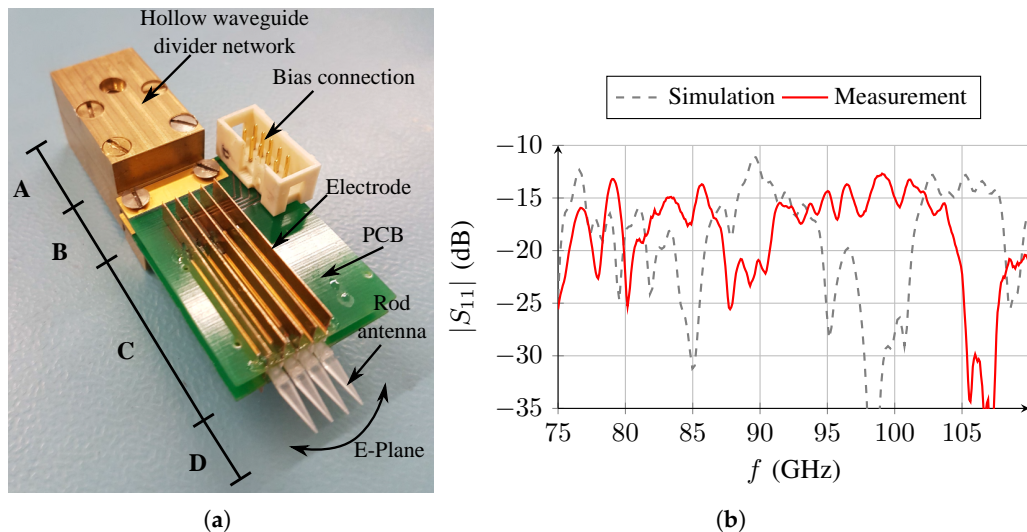 Hollow waveguide
divider network
Bias connection
Electrode
PCB
Rod
antenna
E-Plane
A
B
C
D
(a)
Simulation
Measurement
−10
−15
−20
−25
−30
−35
|S11| (dB)
75
80
85
90
95
100
105
f (GHz)
(b)